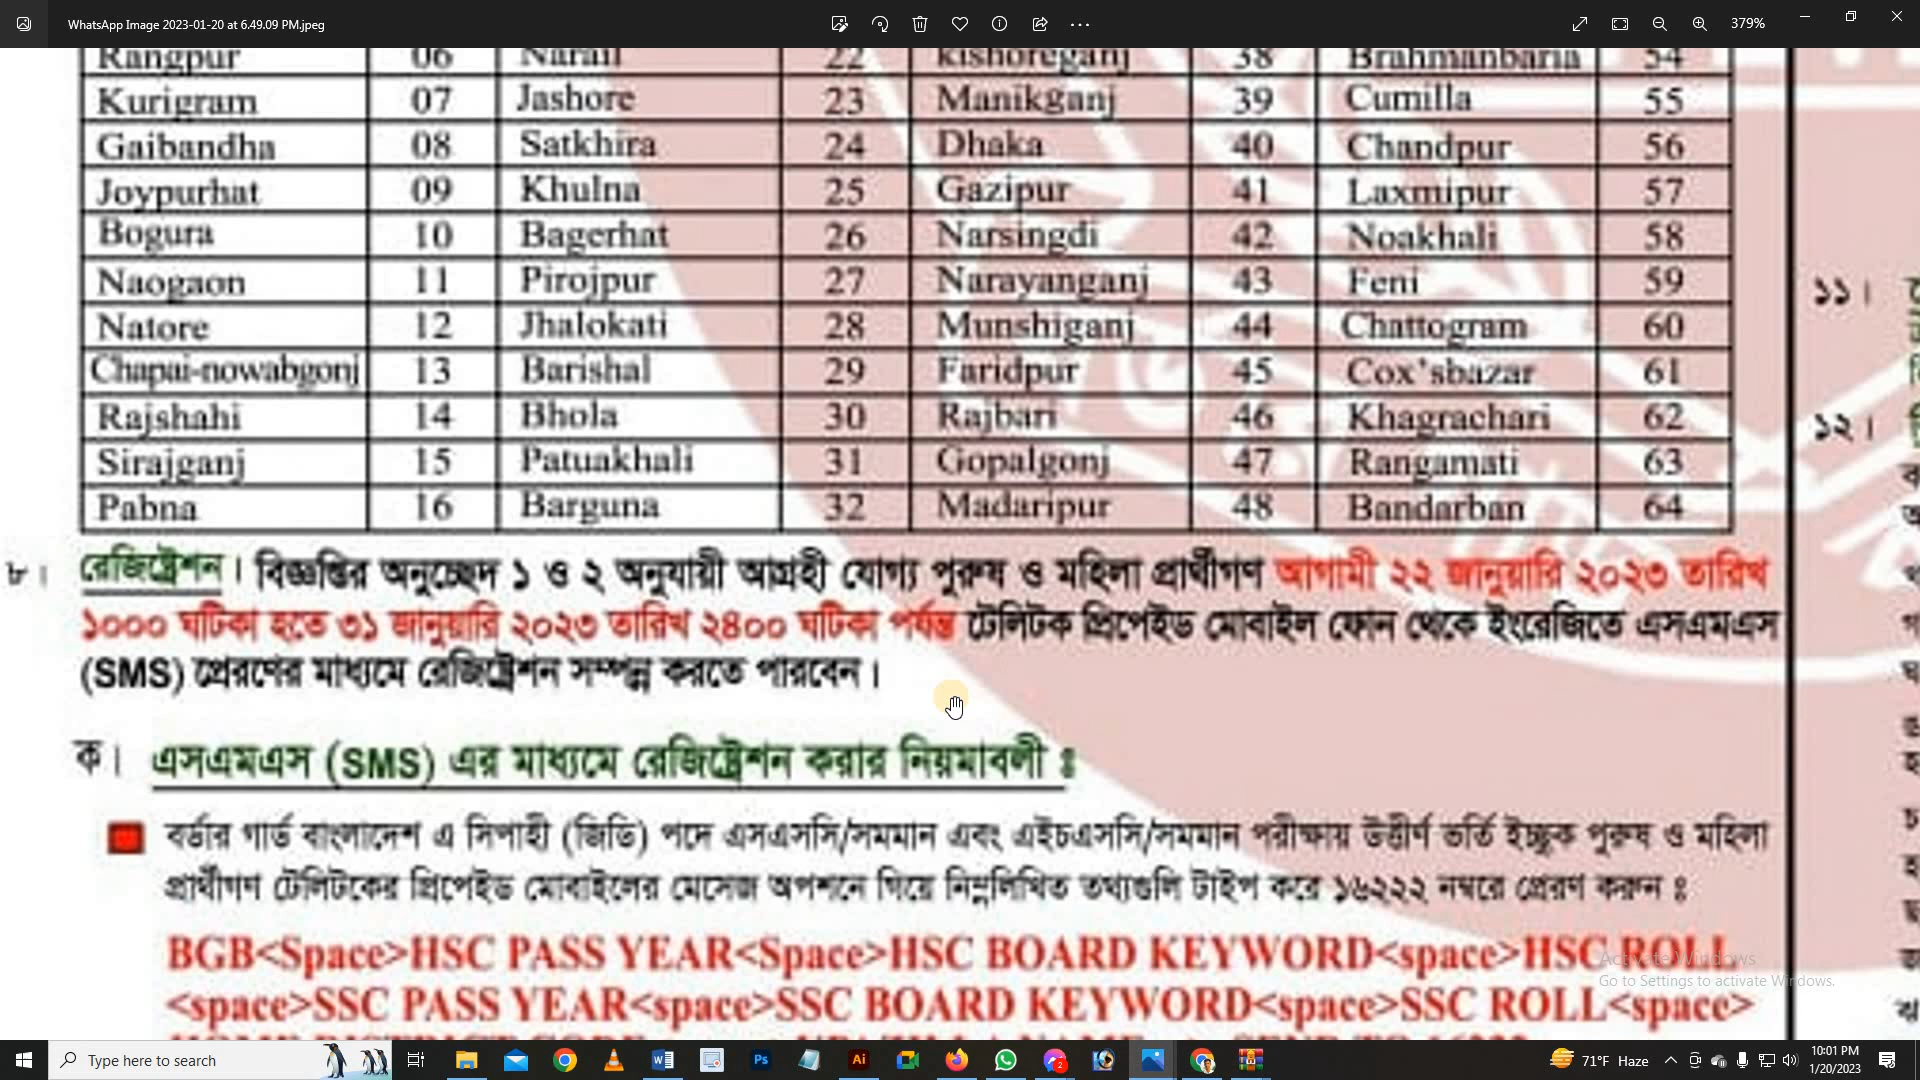 WhatsApp Image 2023-01-20 at 6.49.09 PM.jpeg
379%
Rangpur 06 Narail 22 kishoreganj 38 Brahmanbaria 54
Kurigram 07 Jashore 23 Manikganj 39 Cumilla 55
Gaibandha 08 Satkhira 24 Dhaka 40 Chandpur 56
Joypurhat 09 Khulna 25 Gazipur 41 Laxmipur 57
Bogura 10 Bagerhat 26 Narsingdi 42 Noakhali 58
Naogaon 11 Pirojpur 27 Narayanganj 43 Feni 59
Natore 12 Jhalokati 28 Munshiganj 44 Chattogram 60
Chapai-nowabgonj 13 Barishal 29 Faridpur 45 Cox'sbazar 61
Rajshahi 14 Bhola 30 Rajbari 46 Khagrachari 62
Sirajganj 15 Patuakhali 31 Gopalgonj 47 Rangamati 63
Pabna 16 Barguna 32 Madaripur 48 Bandarban 64
১১।
১২।
৮। রেজিষ্ট্রেশন। বিজ্ঞপ্তির অনুচ্ছেদ ১ ও ২ অনুযায়ী আগ্রহী যোগ্য পুরুষ ও মহিলা প্রার্থীগণ আগামী ২২ জানুয়ারি ২০২৩ তারিখ
১০০০ ঘটিকা হতে ৩১ জানুয়ারি ২০২৩ তারিখ ২৪০০ ঘটিকা পর্যন্ত টেলিটক প্রিপেইড মোবাইল ফোন থেকে ইংরেজিতে এসএমএস
(SMS) প্রেরণের মাধ্যমে রেজিষ্ট্রেশন সম্পন্ন করতে পারবেন।
ক। এসএমএস (SMS) এর মাধ্যমে রেজিষ্ট্রেশন করার নিয়মাবলী ঃ
বর্ডার গার্ড বাংলাদেশ এ সিপাহী (জিডি) পদে এসএসসি/সমমান এবং এইচএসসি/সমমান পরীক্ষায় উত্তীর্ণ ভর্তি ইচ্ছুক পুরুষ ও মহিলা
প্রার্থীগণ টেলিটকের প্রিপেইড মোবাইলের মেসেজ অপশনে গিয়ে নিম্নলিখিত তথ্যগুলি টাইপ করে ১৬২২২ নম্বরে প্রেরণ করুন ঃ
BGB<Space>HSC PASS YEAR<Space>HSC BOARD KEYWORD<space>HSC ROLL
<space>SSC PASS YEAR<space>SSC BOARD KEYWORD<space>SSC ROLL<space>
Activate Windows
Go to Settings to activate Windows.
Type here to search
71°F Haze
10:01 PM
1/20/2023